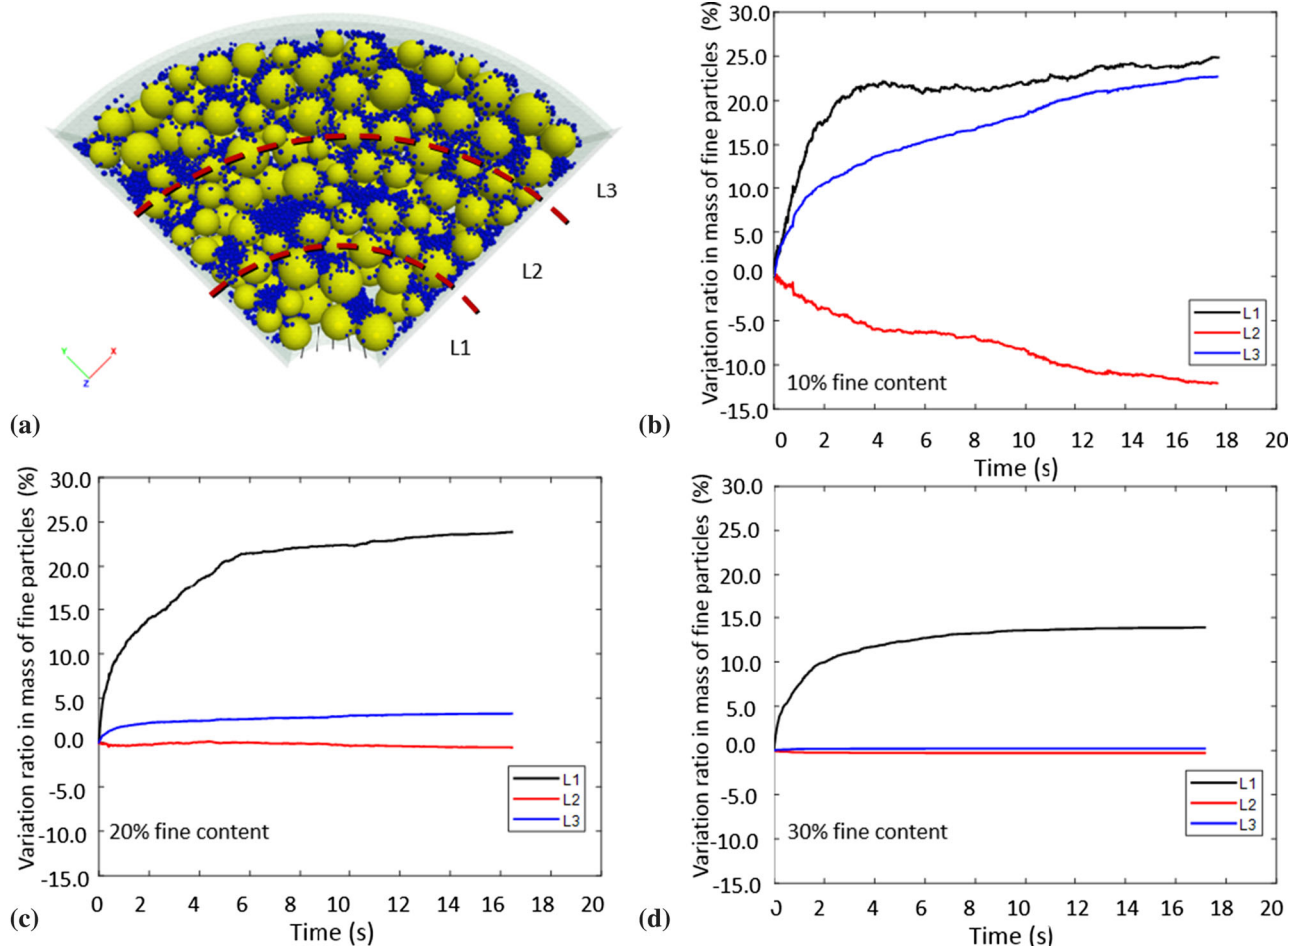 L3
L2
L1
Y
X
Z
(a)
Variation ratio in mass of fine particles (%)
30.0
25.0
20.0
15.0
10.0
5.0
0.0
-5.0
-10.0
-15.0
L1
L2
L3
10% fine content
0 2 4 6 8 10 12 14 16 18 20
Time (s)
(b)
Variation ratio in mass of fine particles (%)
30.0
25.0
20.0
15.0
10.0
5.0
0.0
-5.0
-10.0
-15.0
L1
L2
L3
20% fine content
0 2 4 6 8 10 12 14 16 18 20
Time (s)
(c)
Variation ratio in mass of fine particles (%)
30.0
25.0
20.0
15.0
10.0
5.0
0.0
-5.0
-10.0
-15.0
L1
L2
L3
30% fine content
0 2 4 6 8 10 12 14 16 18 20
Time (s)
(d)